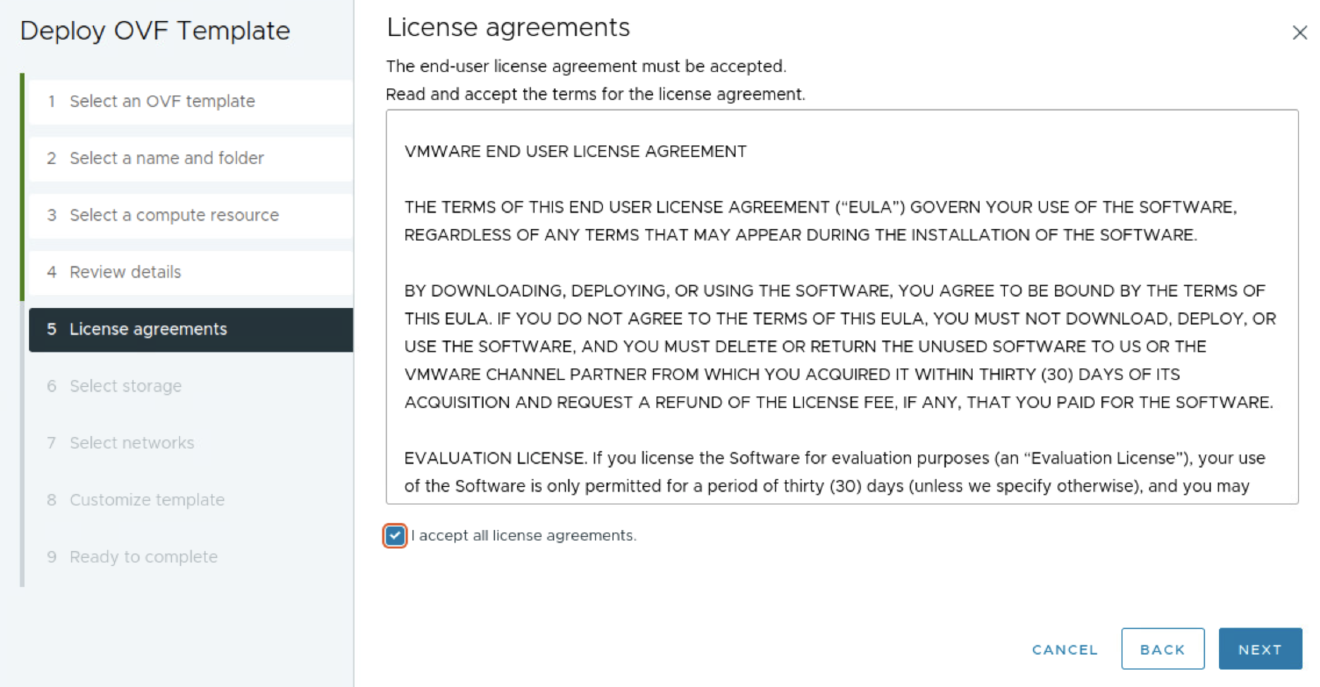 Deploy OVF Template
1 Select an OVF template
2 Select a name and folder
3 Select a compute resource
4 Review details
5 License agreements
6 Select storage
7 Select networks
8 Customize template
9 Ready to complete
License agreements
The end-user license agreement must be accepted.
Read and accept the terms for the license agreement.
VMWARE END USER LICENSE AGREEMENT
THE TERMS OF THIS END USER LICENSE AGREEMENT (“EULA”) GOVERN YOUR USE OF THE SOFTWARE,
REGARDLESS OF ANY TERMS THAT MAY APPEAR DURING THE INSTALLATION OF THE SOFTWARE.
BY DOWNLOADING, DEPLOYING, OR USING THE SOFTWARE, YOU AGREE TO BE BOUND BY THE TERMS OF
THIS EULA. IF YOU DO NOT AGREE TO THE TERMS OF THIS EULA, YOU MUST NOT DOWNLOAD, DEPLOY, OR
USE THE SOFTWARE, AND YOU MUST DELETE OR RETURN THE UNUSED SOFTWARE TO US OR THE
VMWARE CHANNEL PARTNER FROM WHICH YOU ACQUIRED IT WITHIN THIRTY (30) DAYS OF ITS
ACQUISITION AND REQUEST A REFUND OF THE LICENSE FEE, IF ANY, THAT YOU PAID FOR THE SOFTWARE.
EVALUATION LICENSE. If you license the Software for evaluation purposes (an “Evaluation License”), your use
of the Software is only permitted for a period of thirty (30) days (unless we specify otherwise), and you may
I accept all license agreements.
CANCEL
BACK
NEXT